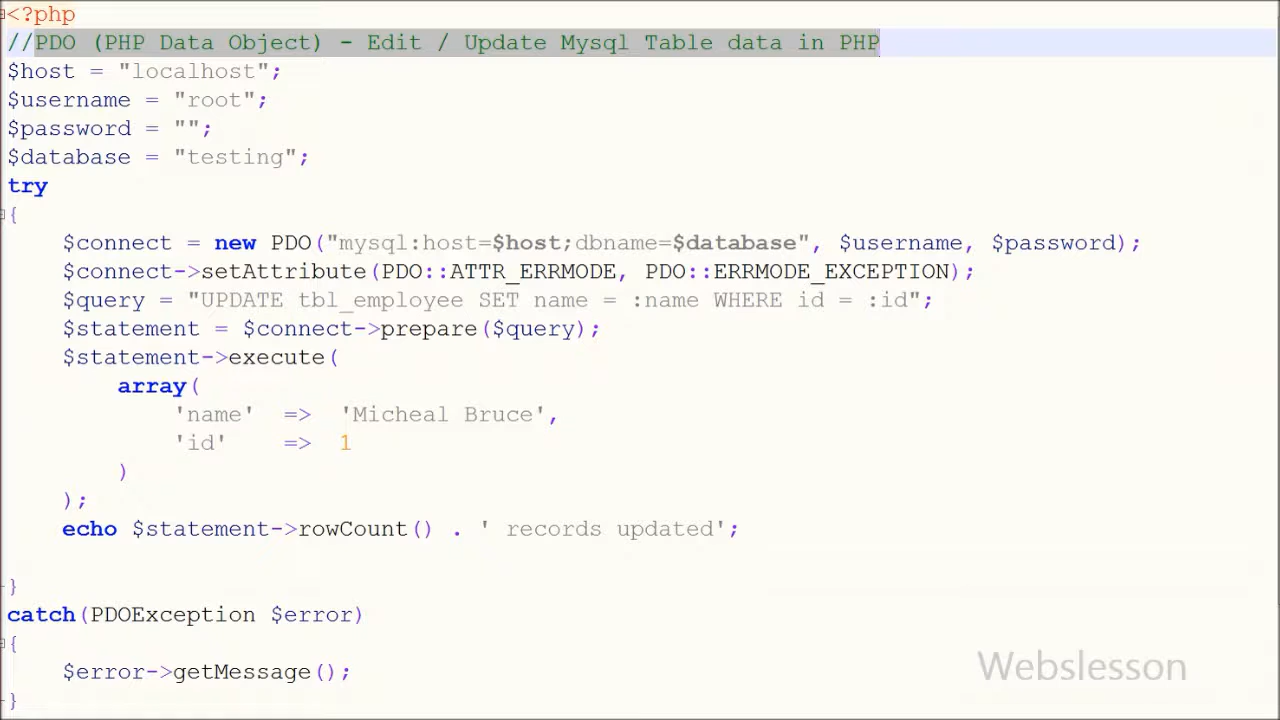 <?php
//PDO (PHP Data Object) - Edit / Update Mysql Table data in PHP
$host = "localhost";
$username = "root";
$password = "";
$database = "testing";
try
{
    $connect = new PDO("mysql:host=$host;dbname=$database", $username, $password);
    $connect->setAttribute(PDO::ATTR_ERRMODE, PDO::ERRMODE_EXCEPTION);
    $query = "UPDATE tbl_employee SET name = :name WHERE id = :id";
    $statement = $connect->prepare($query);
    $statement->execute(
        array(
            'name'  =>  'Micheal Bruce',
            'id'    =>  1
        )
    );
    echo $statement->rowCount() . ' records updated';
}
catch(PDOException $error)
{
    $error->getMessage();
}
Webslesson